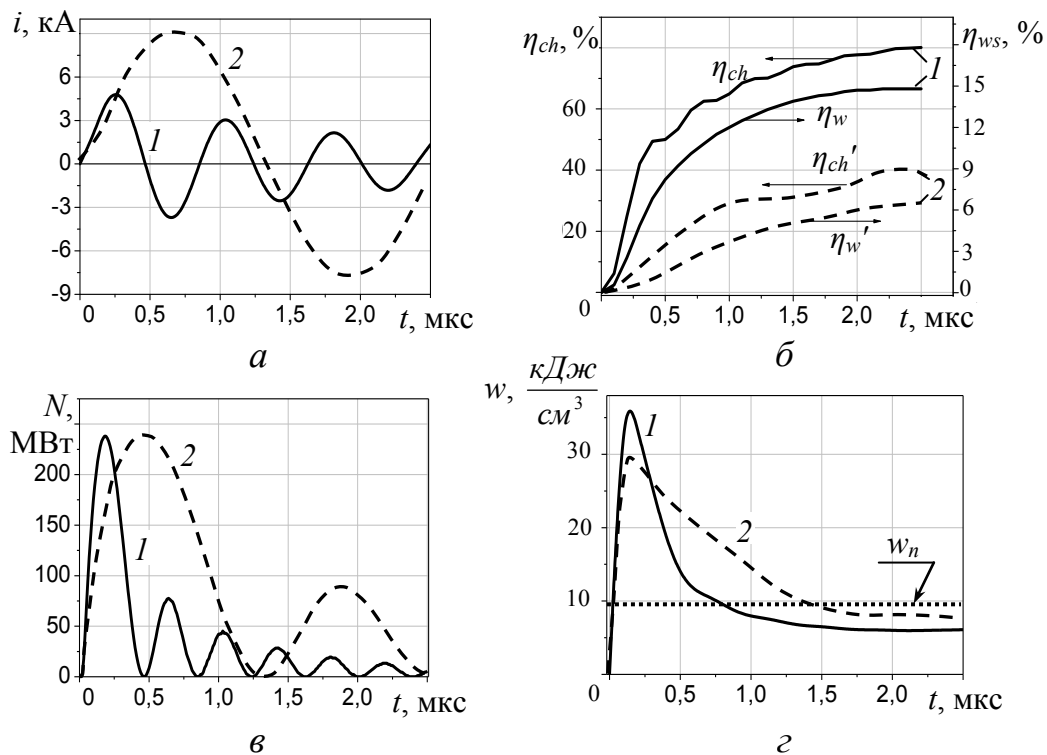 i, кА
6
3
0
-3
-6
-9
1
2
0 0,5 1,0 1,5 2,0
t, мкс
а
η_ch, %
η_ws, %
80
60
40
20
0
15
12
9
6
3
0
η_ch
1
η_w
η_ch'
2
η_w'
0,5 1,0 1,5 2,0
t, мкс
б
N,
МВт
200
150
100
50
0
1
2
0 0,5 1,0 1,5 2,0
t, мкс
в
w, кДж
см³
30
20
10
0
1
2
w_n
0 0,5 1,0 1,5 2,0
t, мкс
г